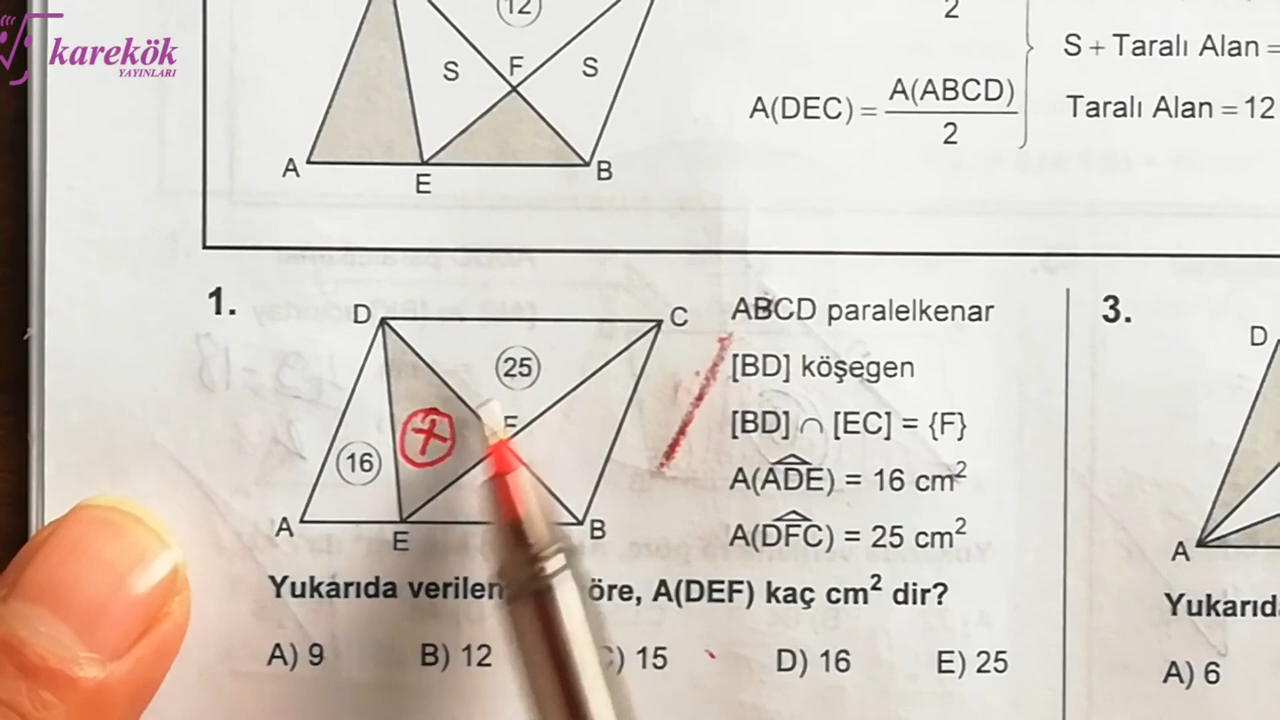 karekök
YAYINLARI
12
S
F
S
A
E
B
2
A(DEC) = A(ABCD)
2
S + Taralı Alan =
Taralı Alan = 12
1.
D
C
25
F
16
x
A
E
B
ABCD paralelkenar
[BD] köşegen
[BD] ∩ [EC] = {F}
A(ADE) = 16 cm²
A(DFC) = 25 cm²
Yukarıda verilen öre, A(DEF) kaç cm² dir?
A) 9 B) 12 C) 15 D) 16 E) 25
3.
D
A
Yukarıd
A) 6